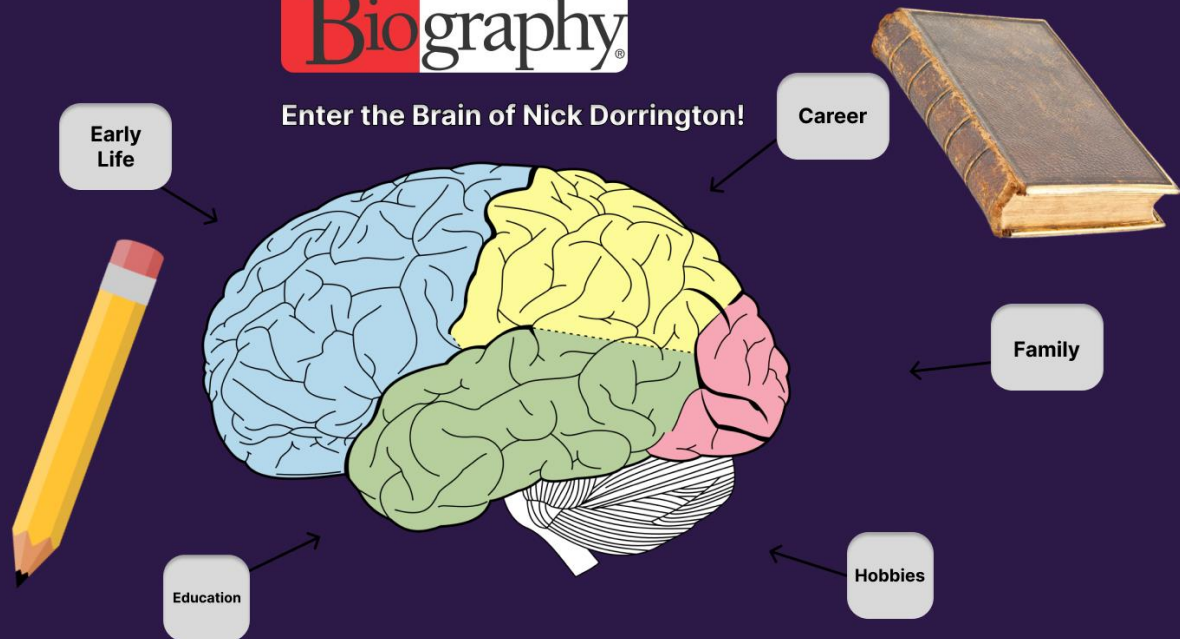 Biography®
Enter the Brain of Nick Dorrington!
Career
Early
Life
Family
Hobbies
Education